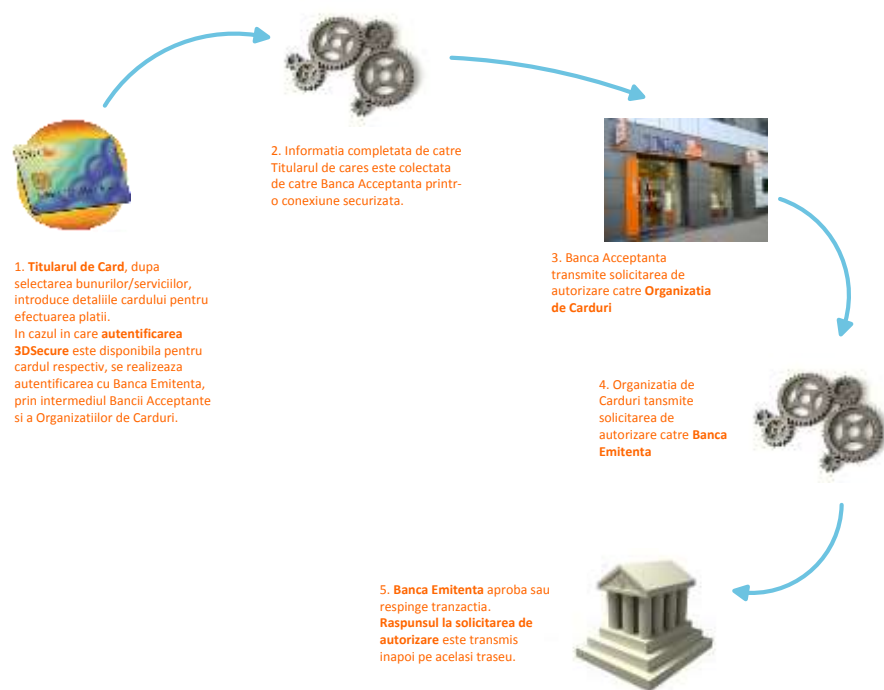 1. Titularul de Card, dupa
selectarea bunurilor/serviciilor,
introduce detaliile cardului pentru
efectuarea platii.
In cazul in care autentificarea
3DSecure este disponibila pentru
cardul respectiv, se realizeaza
autentificarea cu Banca Emitenta,
prin intermediul Bancii Acceptante
si a Organizatiilor de Carduri.
2. Informatia completata de catre
Titularul de cares este colectata
de catre Banca Acceptanta printr-
o conexiune securizata.
3. Banca Acceptanta
transmite solicitarea de
autorizare catre Organizatia
de Carduri
4. Organizatia de
Carduri tansmite
solicitarea de
autorizare catre Banca
Emitenta
5. Banca Emitenta aproba sau
respinge tranzactia.
Raspunsul la solicitarea de
autorizare este transmis
inapoi pe acelasi traseu.